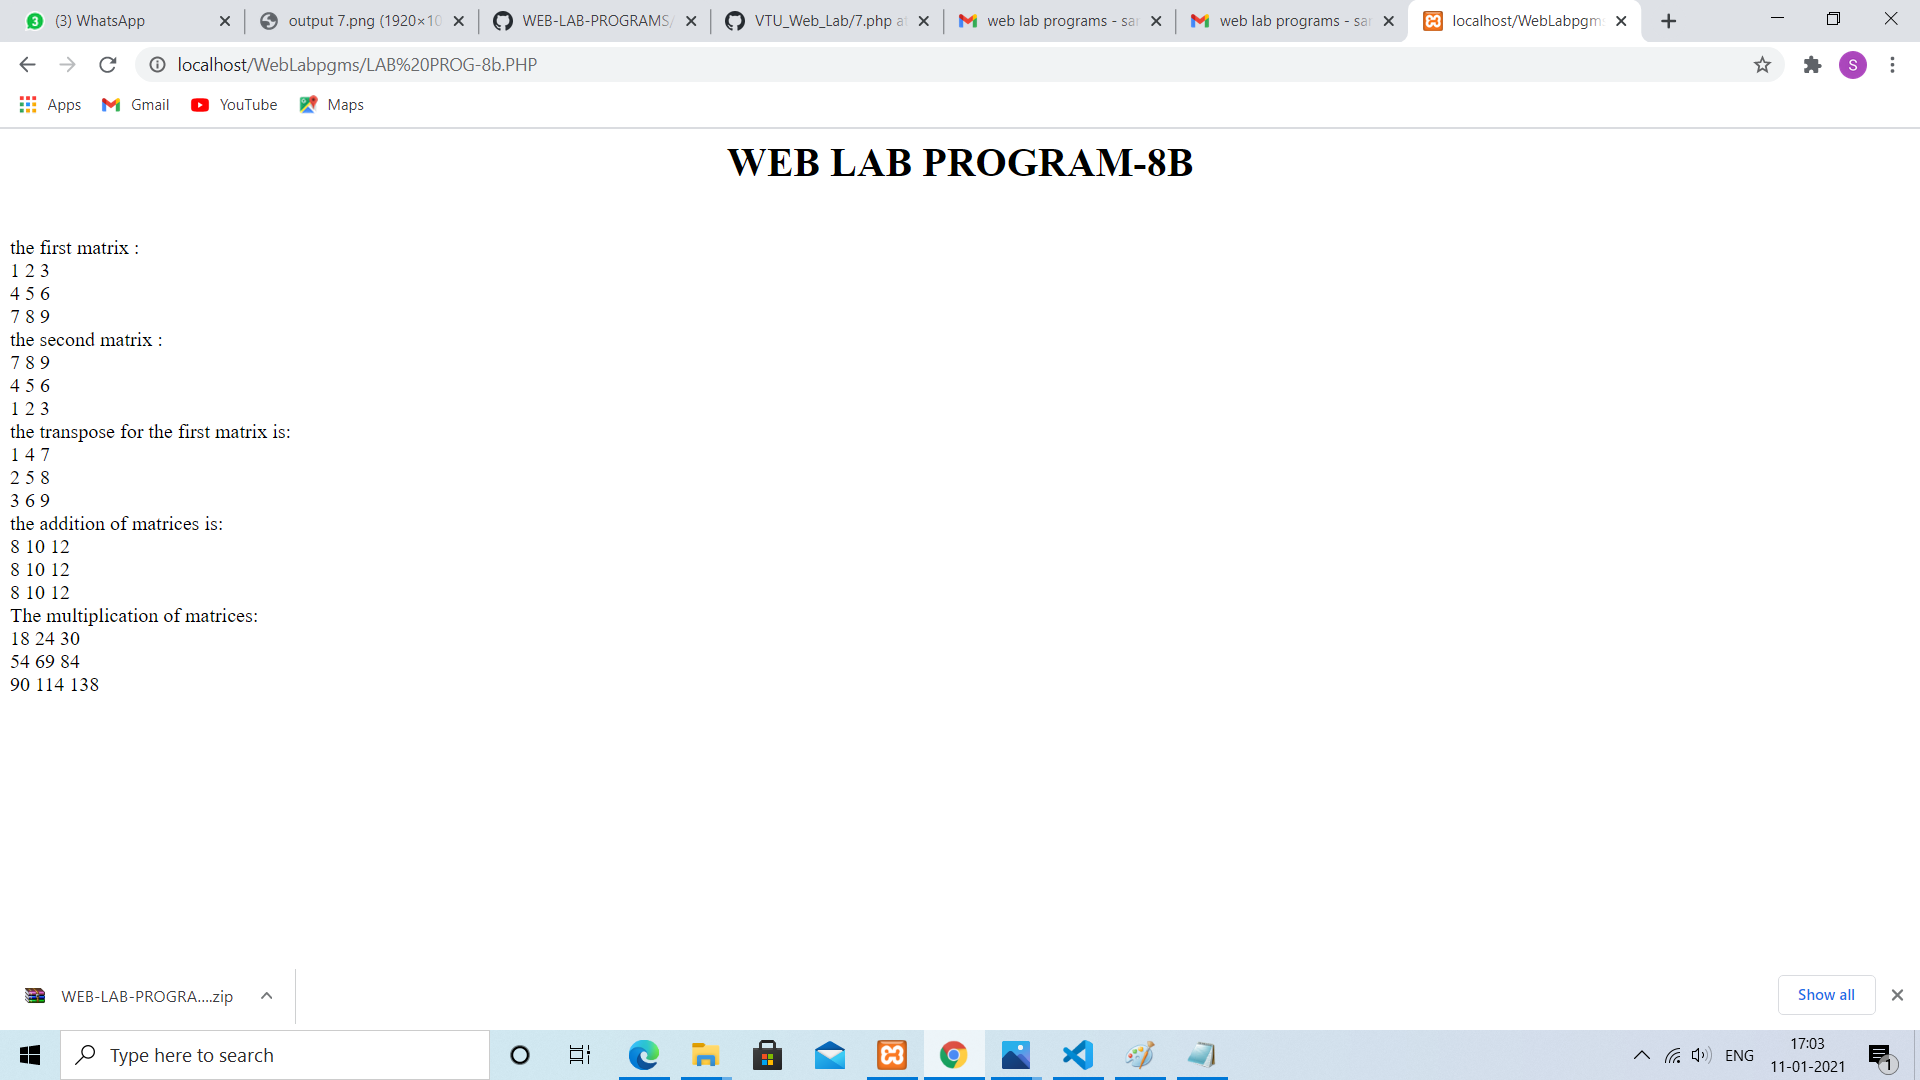 (3) WhatsApp
output 7.png (1920×10
WEB-LAB-PROGRAMS/
VTU_Web_Lab/7.php at
web lab programs - sa
web lab programs - sa
localhost/WebLabpgm
localhost/WebLabpgms/LAB%20PROG-8b.PHP
S
Apps
Gmail
YouTube
Maps
WEB LAB PROGRAM-8B
the first matrix :
1 2 3
4 5 6
7 8 9
the second matrix :
7 8 9
4 5 6
1 2 3
the transpose for the first matrix is:
1 4 7
2 5 8
3 6 9
the addition of matrices is:
8 10 12
8 10 12
8 10 12
The multiplication of matrices:
18 24 30
54 69 84
90 114 138
WEB-LAB-PROGRA....zip
Show all
Type here to search
ENG
17:03
11-01-2021
1